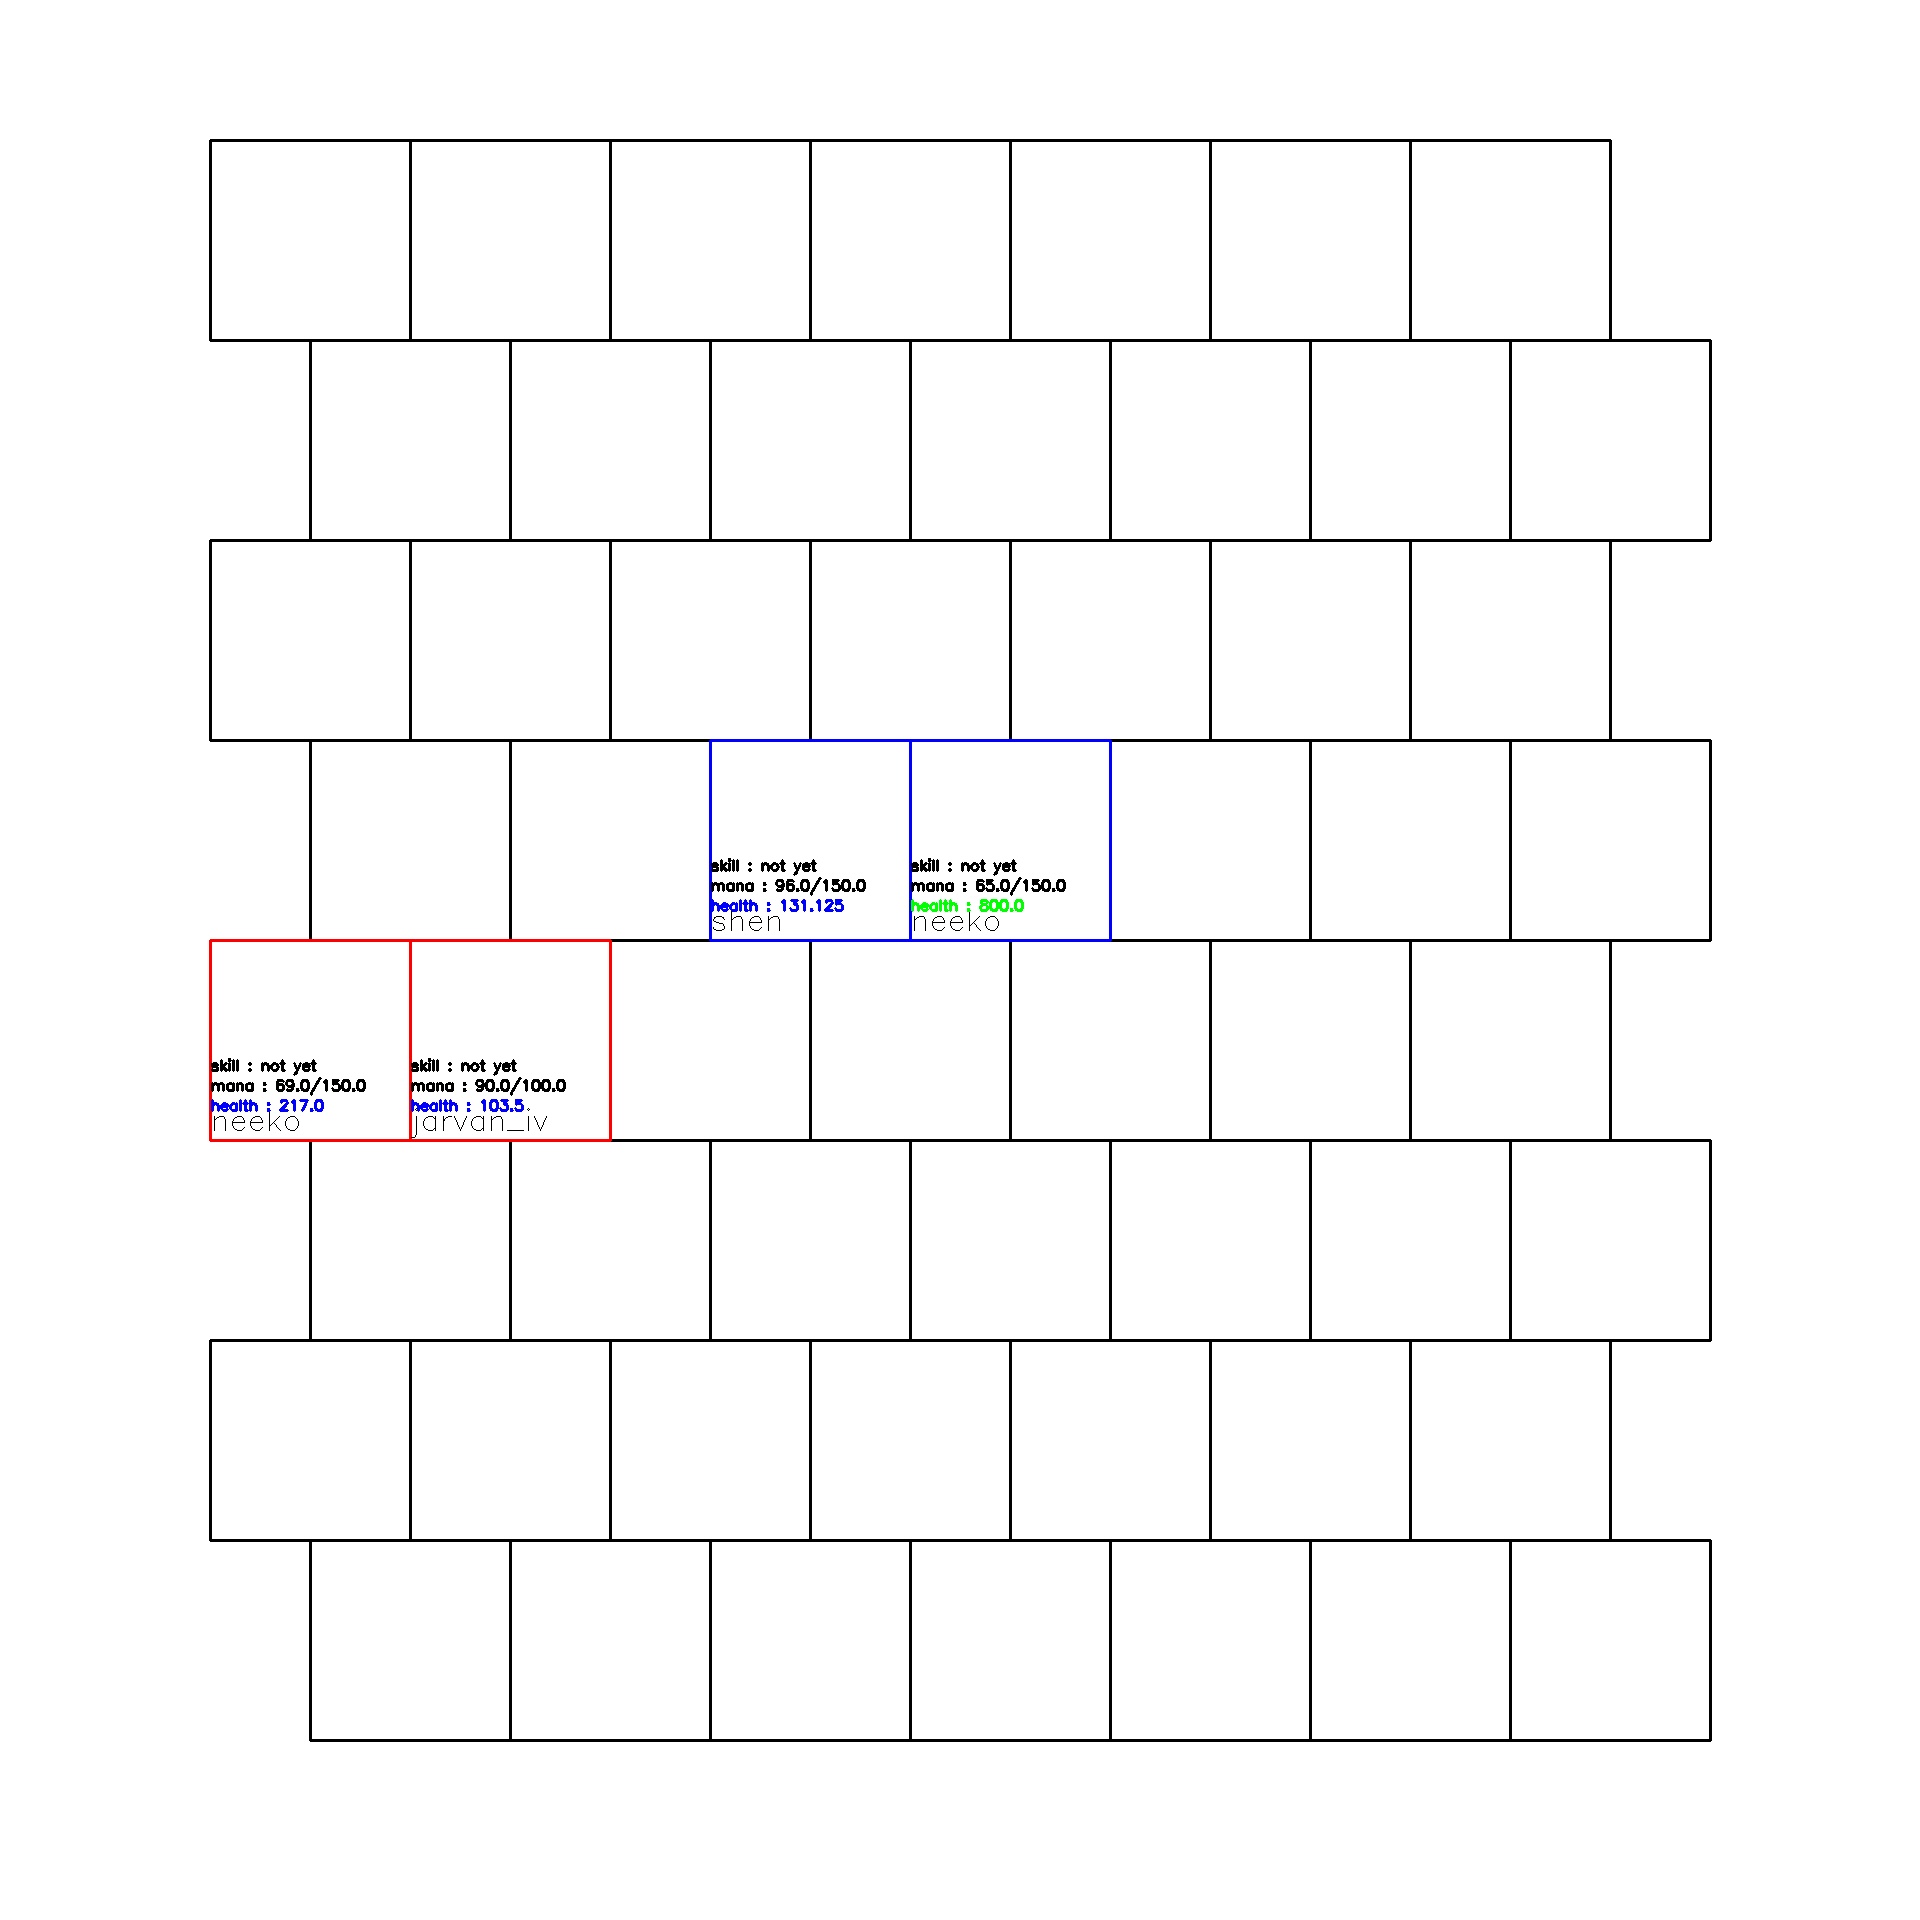 skill : not yet
mana : 96.0/150.0
health : 131.125
shen
skill : not yet
mana : 65.0/150.0
health : 800.0
neeko
skill : not yet
mana : 69.0/150.0
health : 217.0
neeko
skill : not yet
mana : 90.0/100.0
health : 103.5
jarvan_iv